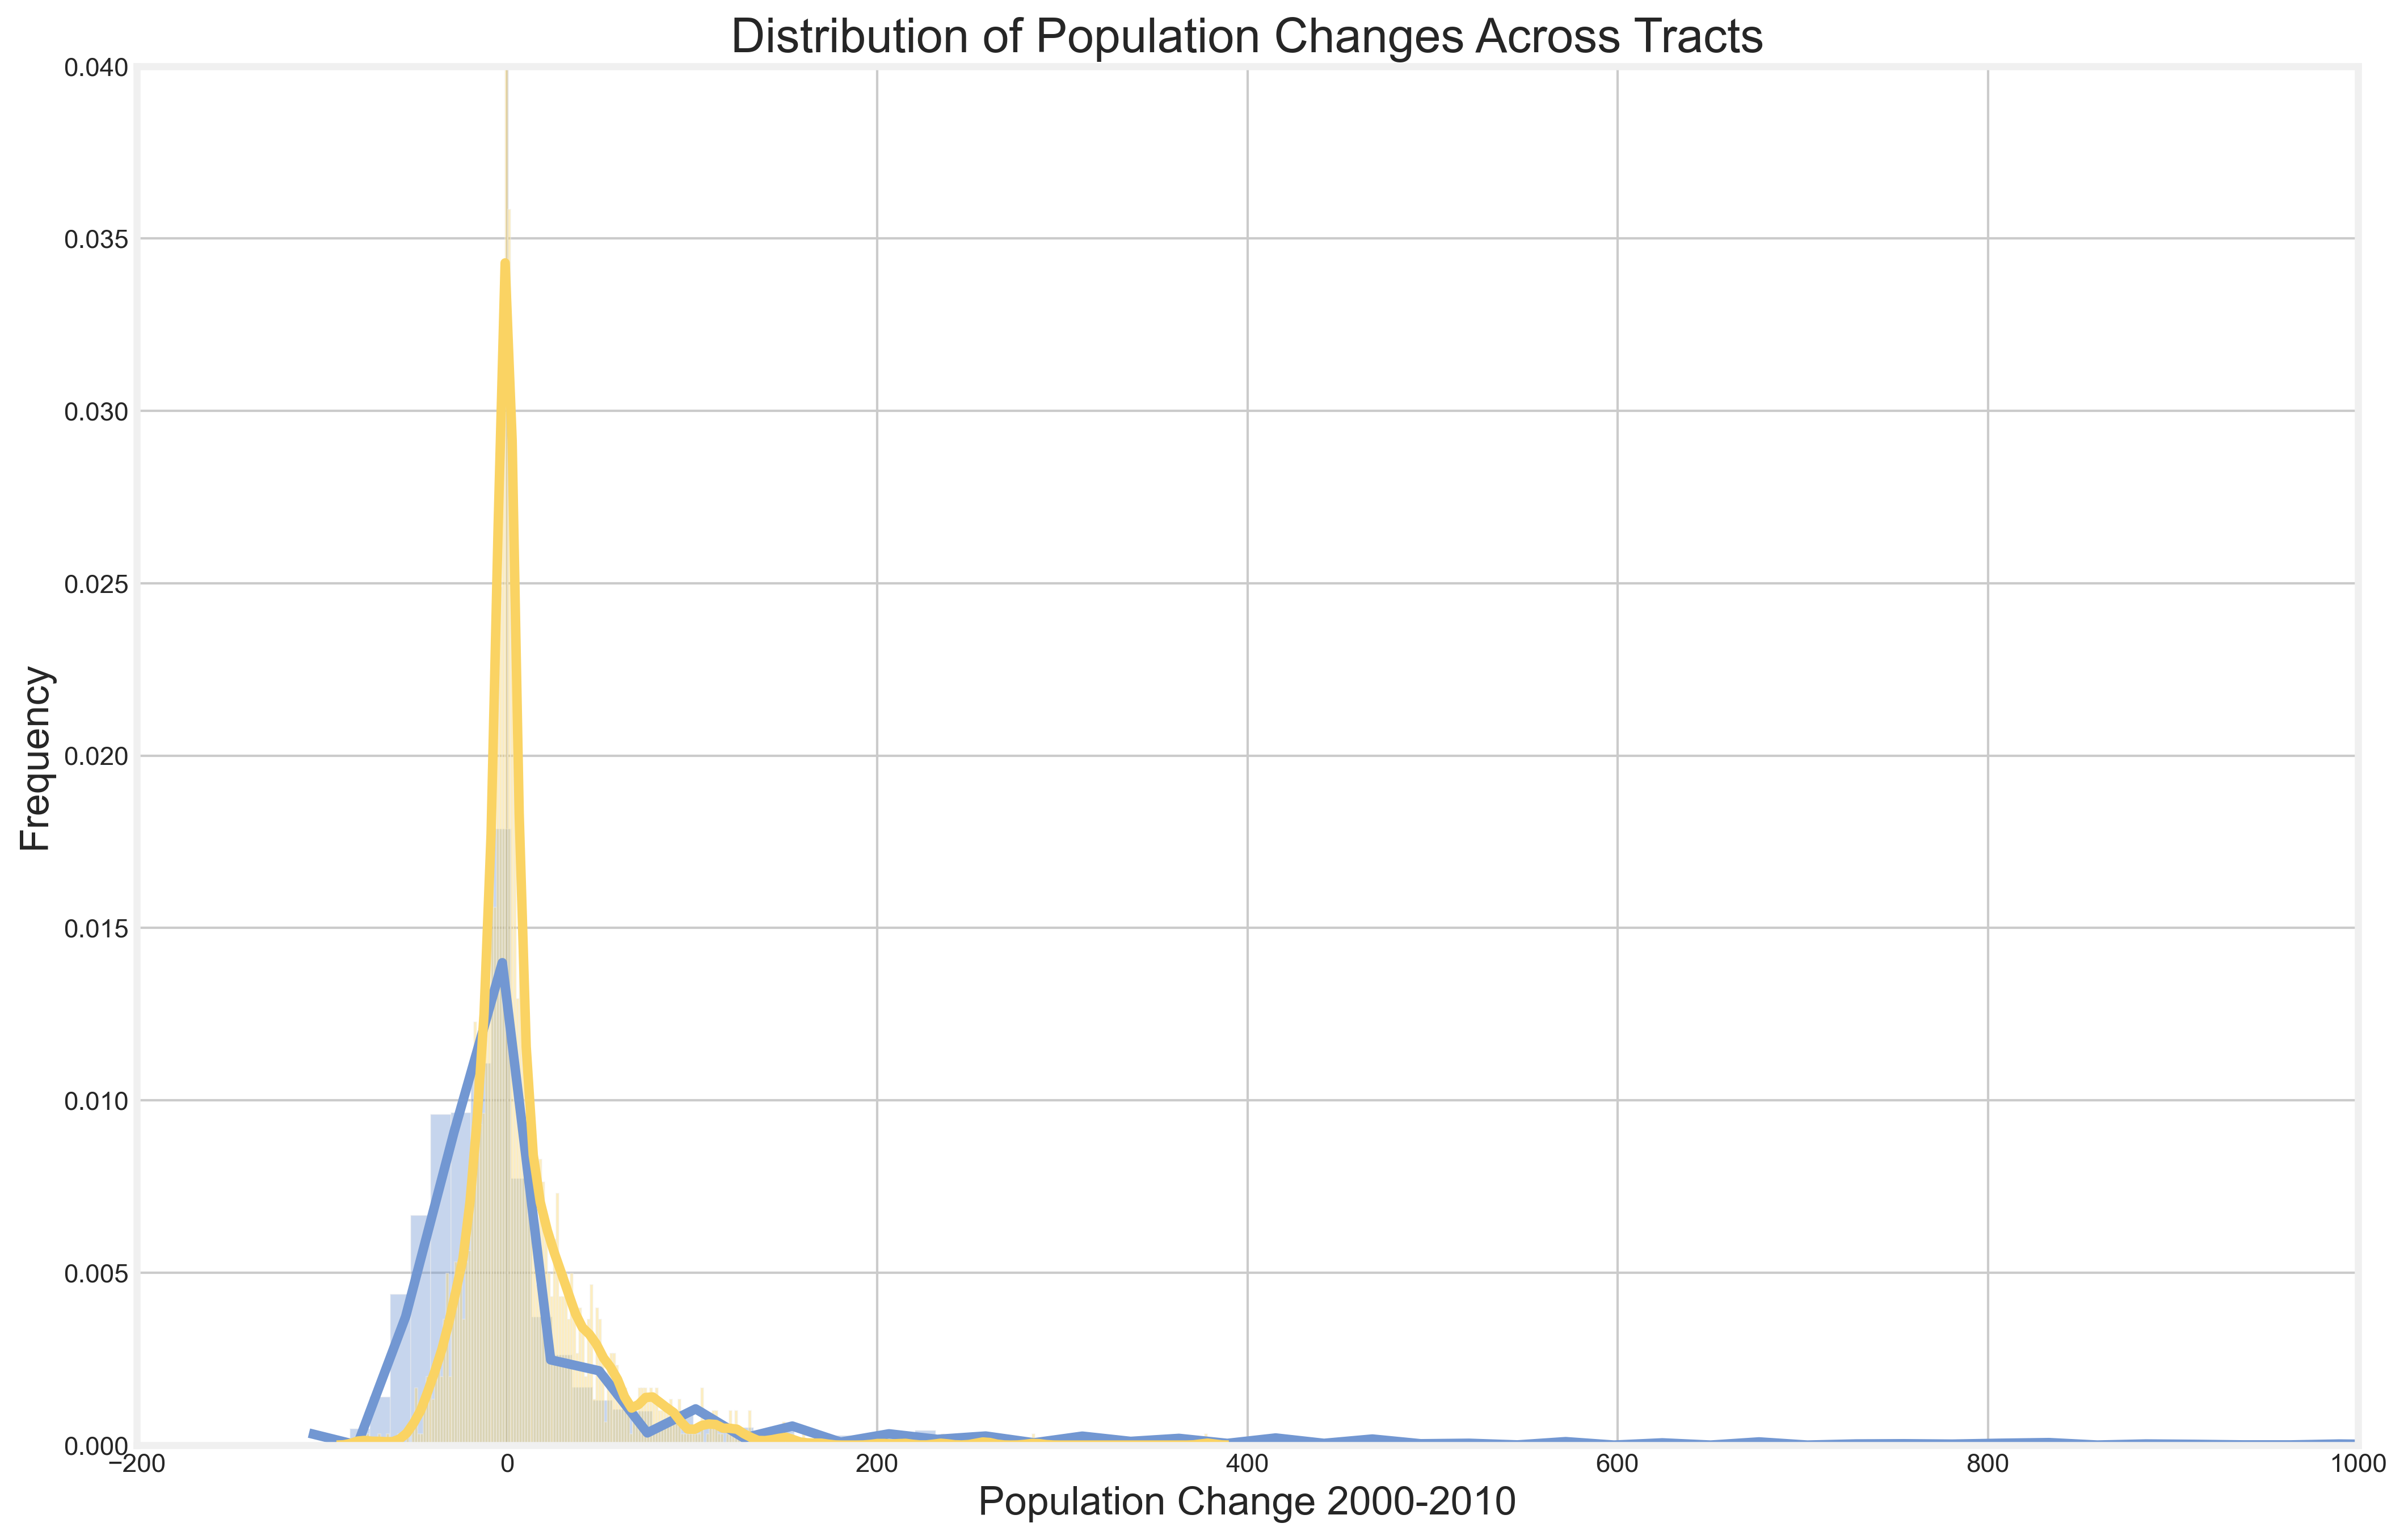 Distribution of Population Changes Across Tracts
0.040
0.035
0.030
0.025
0.020
0.015
0.010
0.005
0.000
Frequency
−200 0 200 400 600 800 1000
Population Change 2000-2010